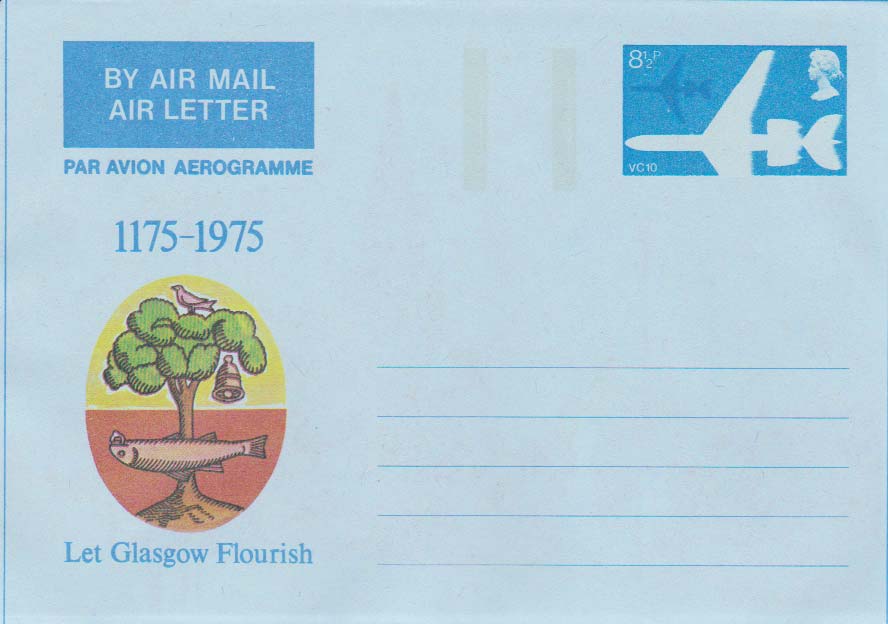 BY AIR MAIL
AIR LETTER
PAR AVION AEROGRAMME
8½P
VC10
1175-1975
Let Glasgow Flourish